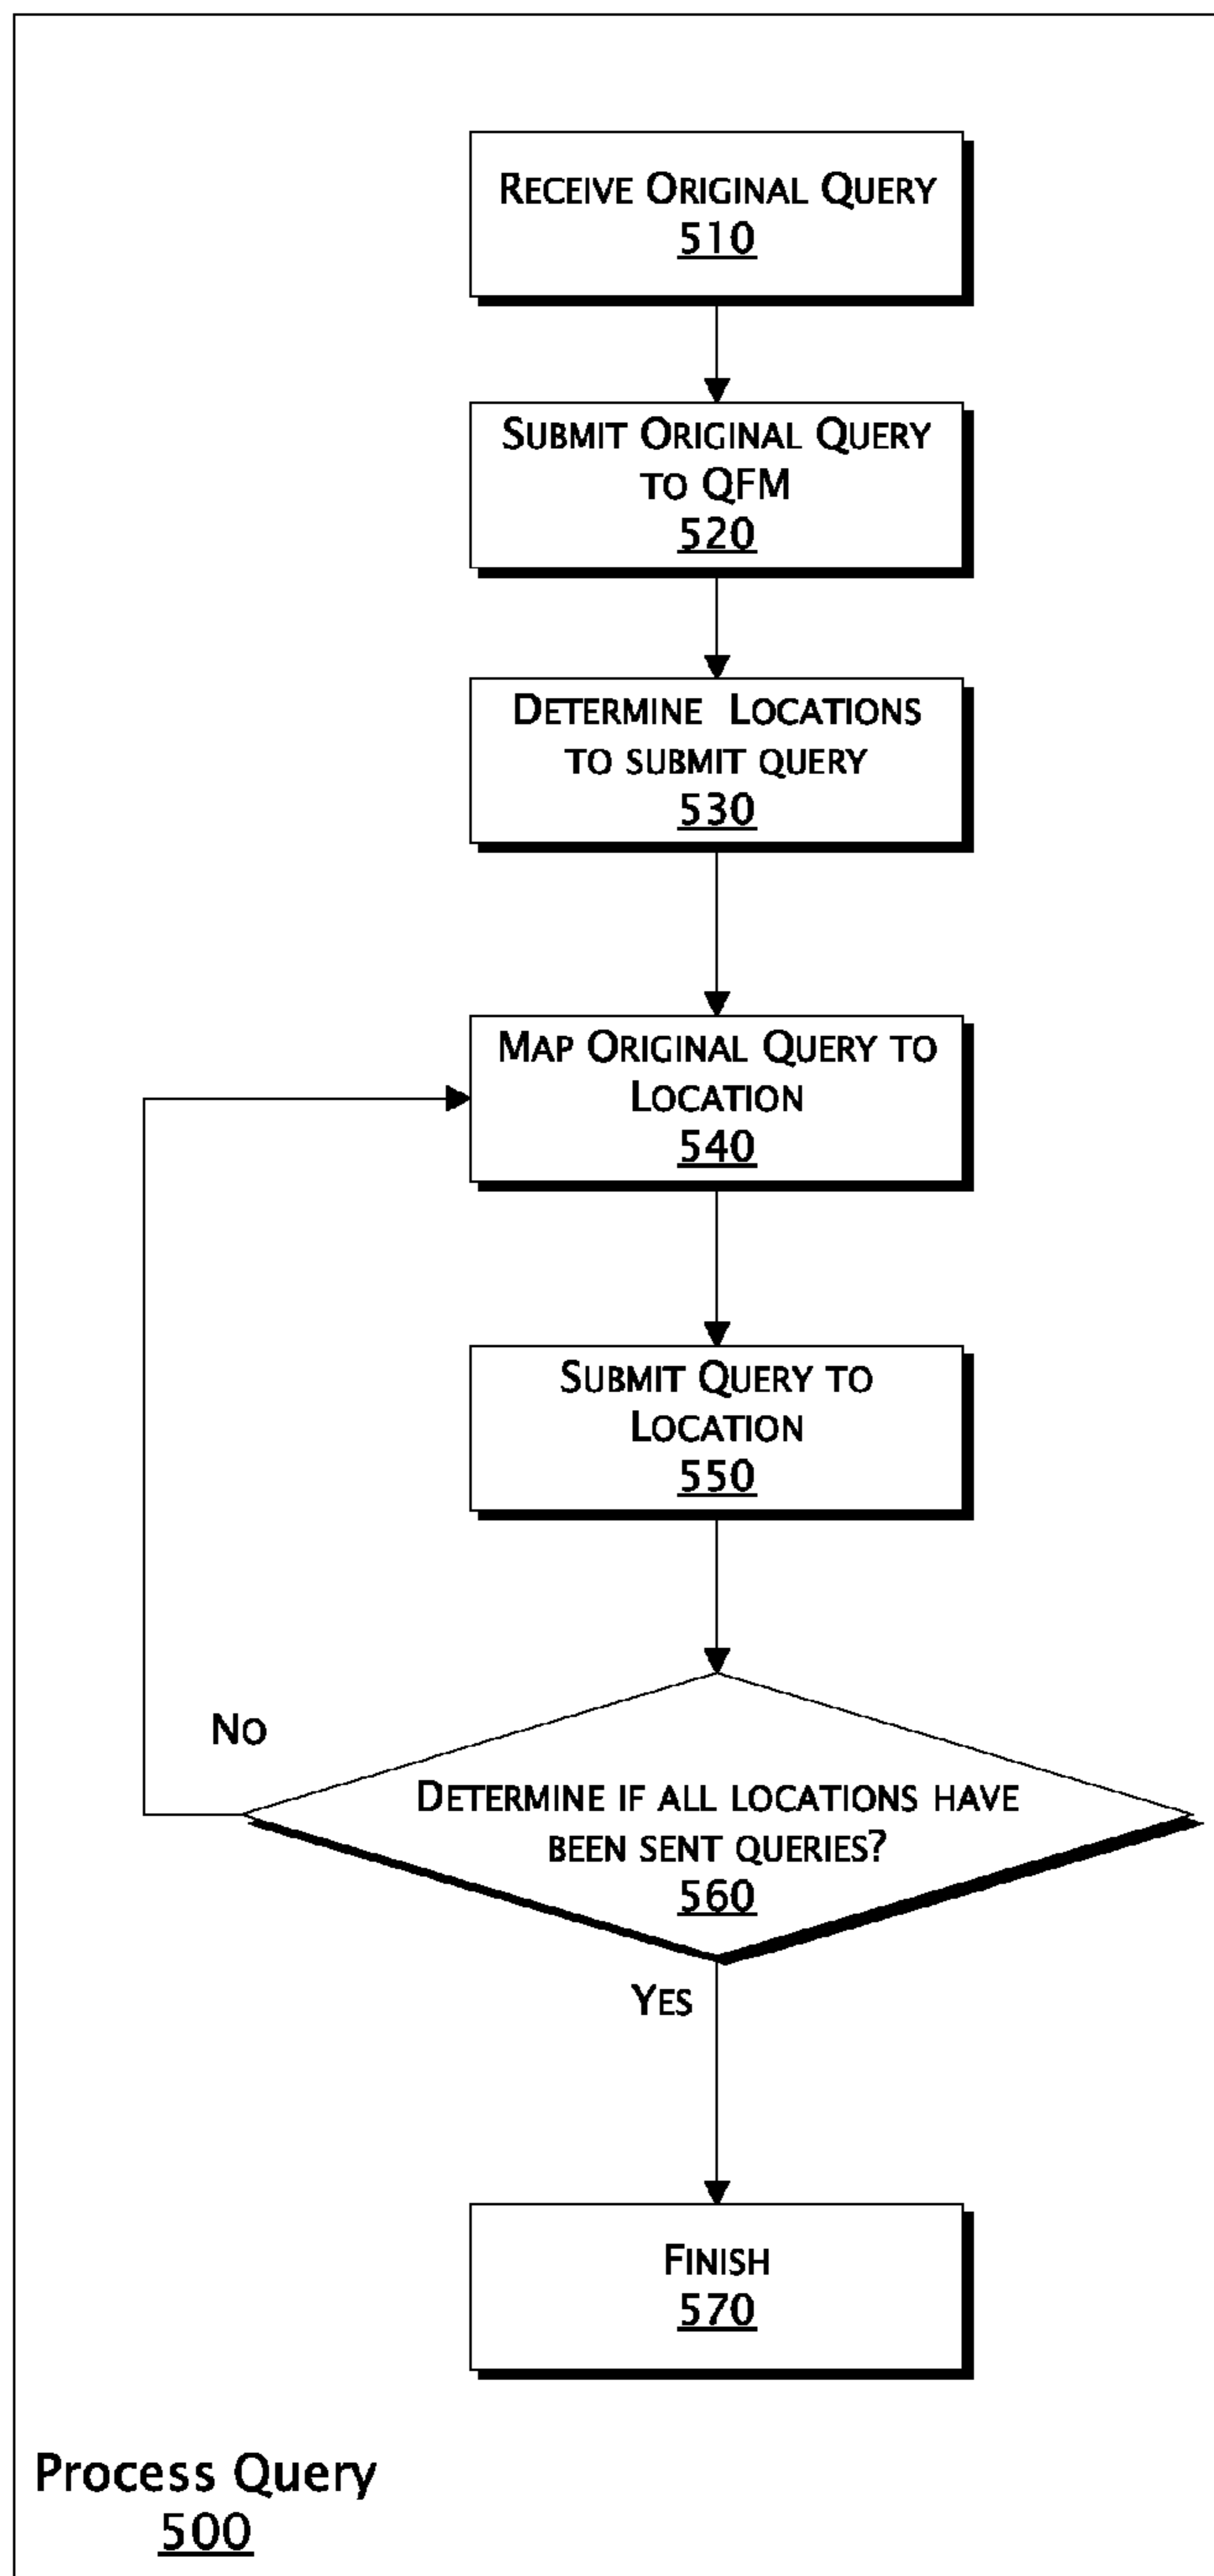 Receive Original Query
510
Submit Original Query
to QFM
520
Determine Locations
to submit query
530
Map Original Query to
Location
540
Submit Query to
Location
550
No
Determine if all locations have
been sent queries?
560
Yes
Finish
570
Process Query
500